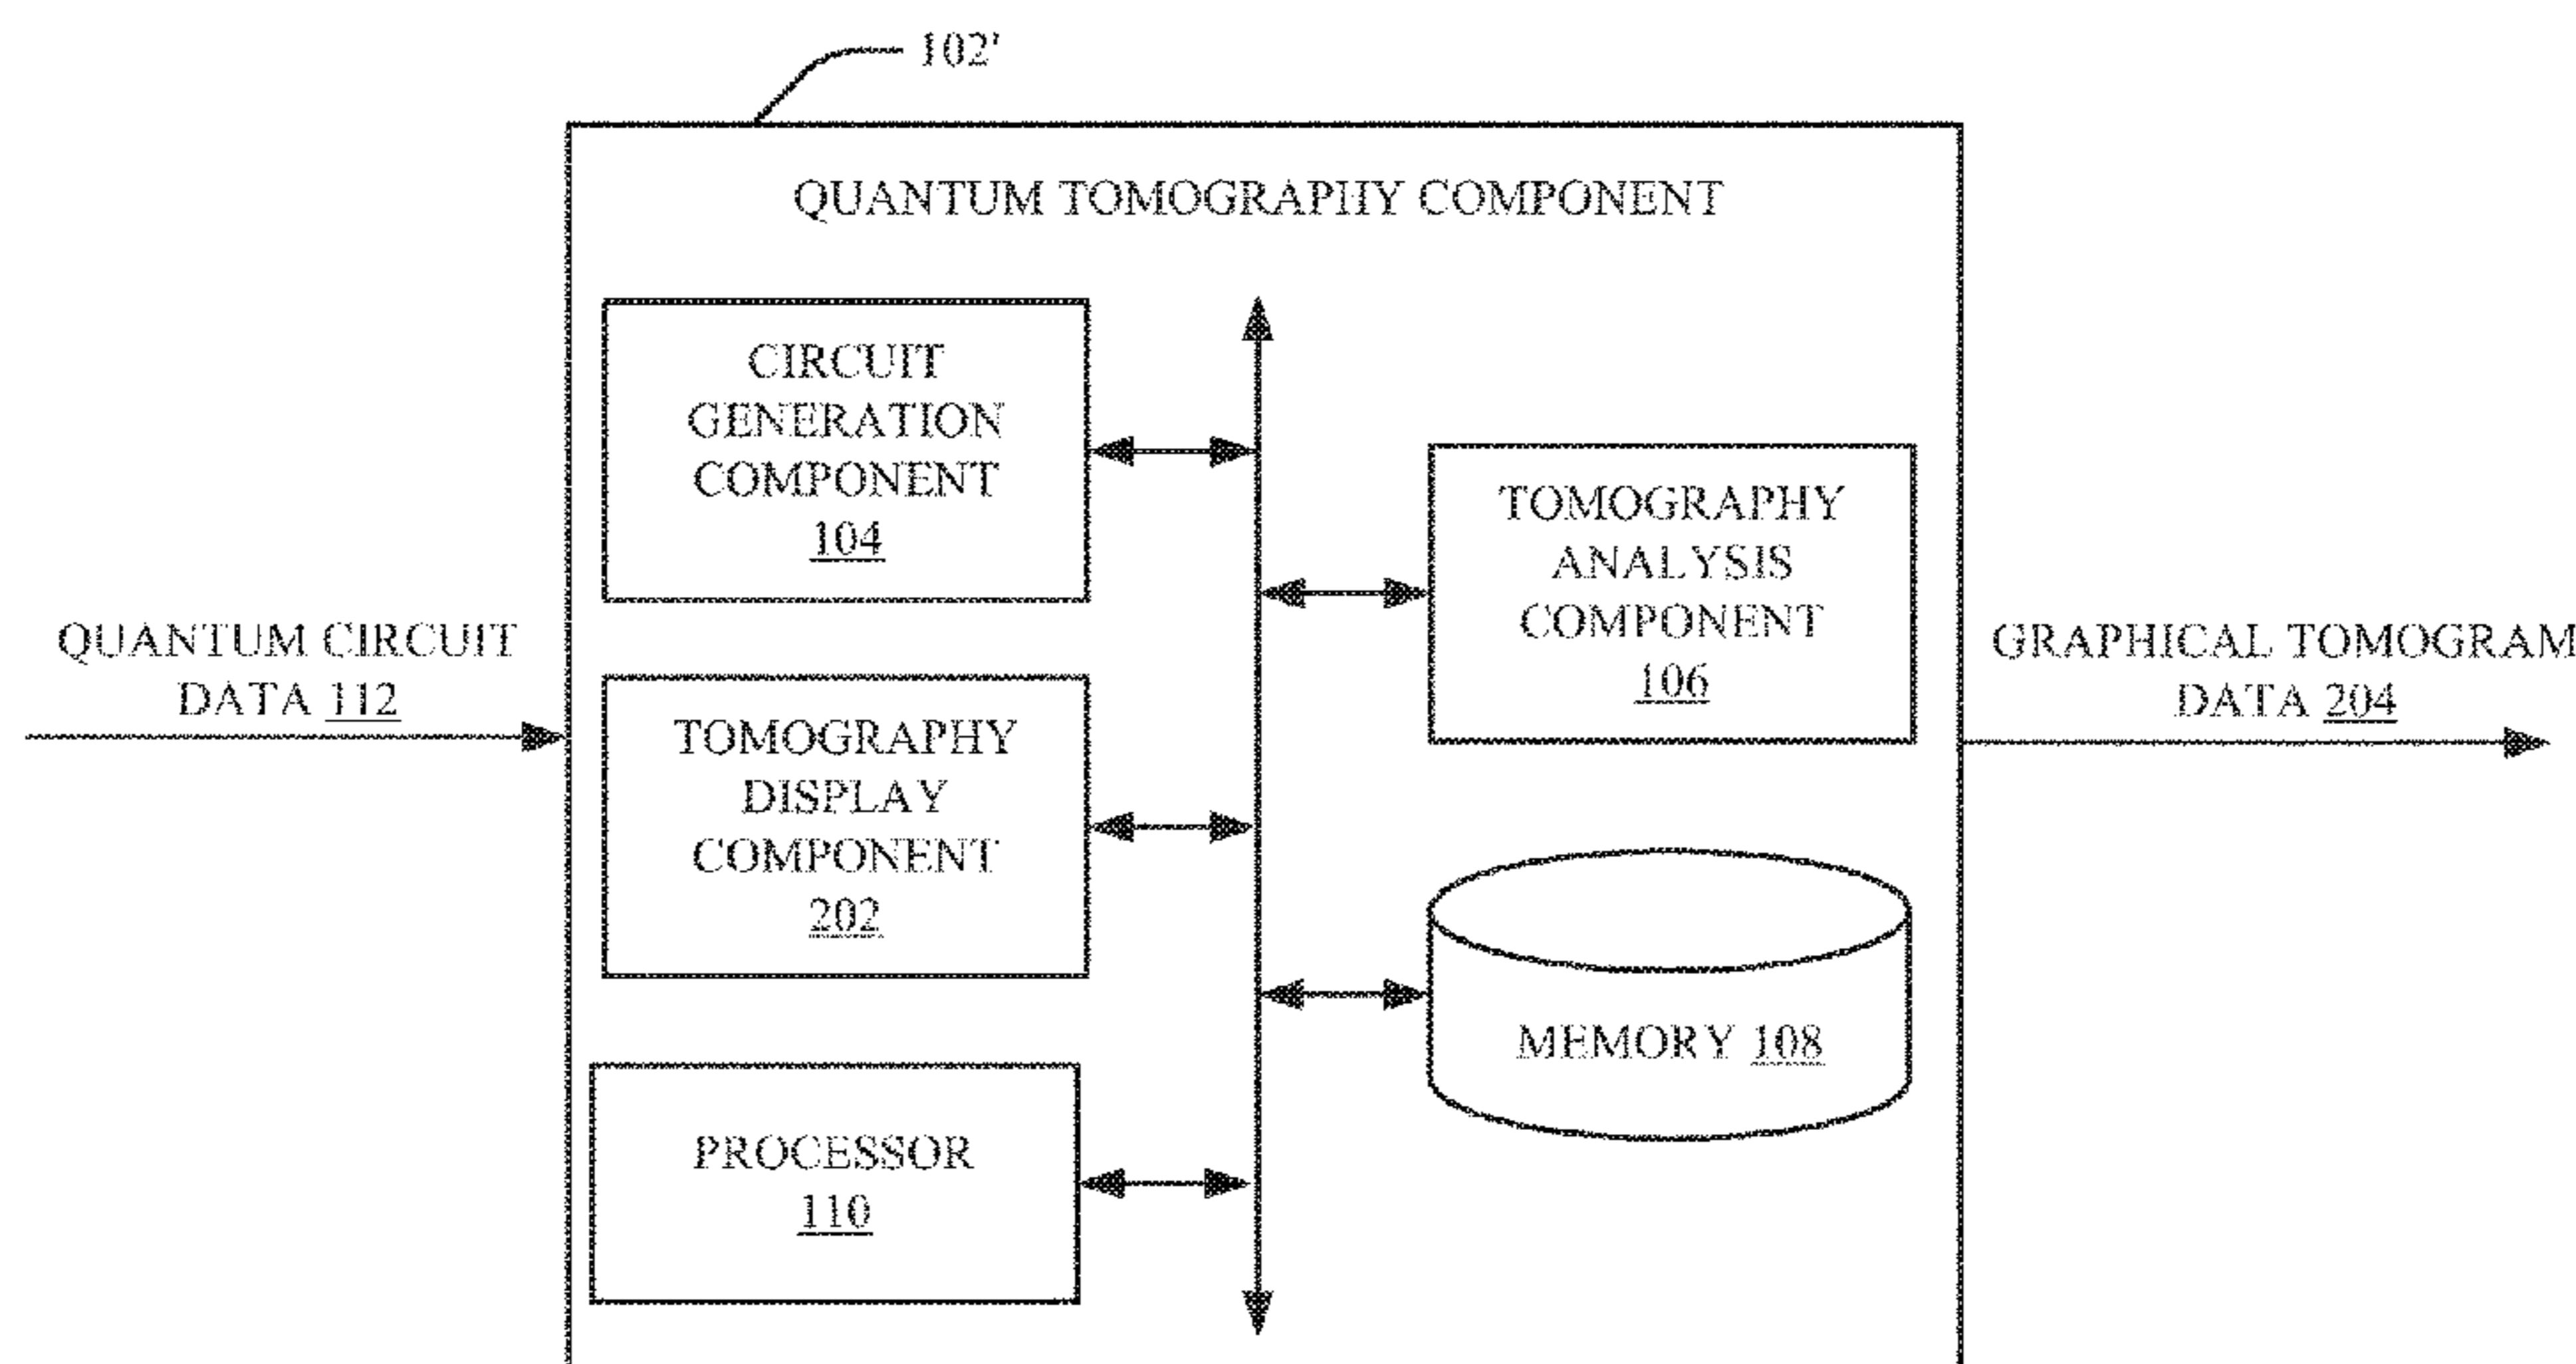 102'
QUANTUM TOMOGRAPHY COMPONENT
CIRCUIT
GENERATION
COMPONENT
104
TOMOGRAPHY
ANALYSIS
COMPONENT
106
QUANTUM CIRCUIT
DATA 112
GRAPHICAL TOMOGRAM
DATA 204
TOMOGRAPHY
DISPLAY
COMPONENT
202
MEMORY 108
PROCESSOR
110